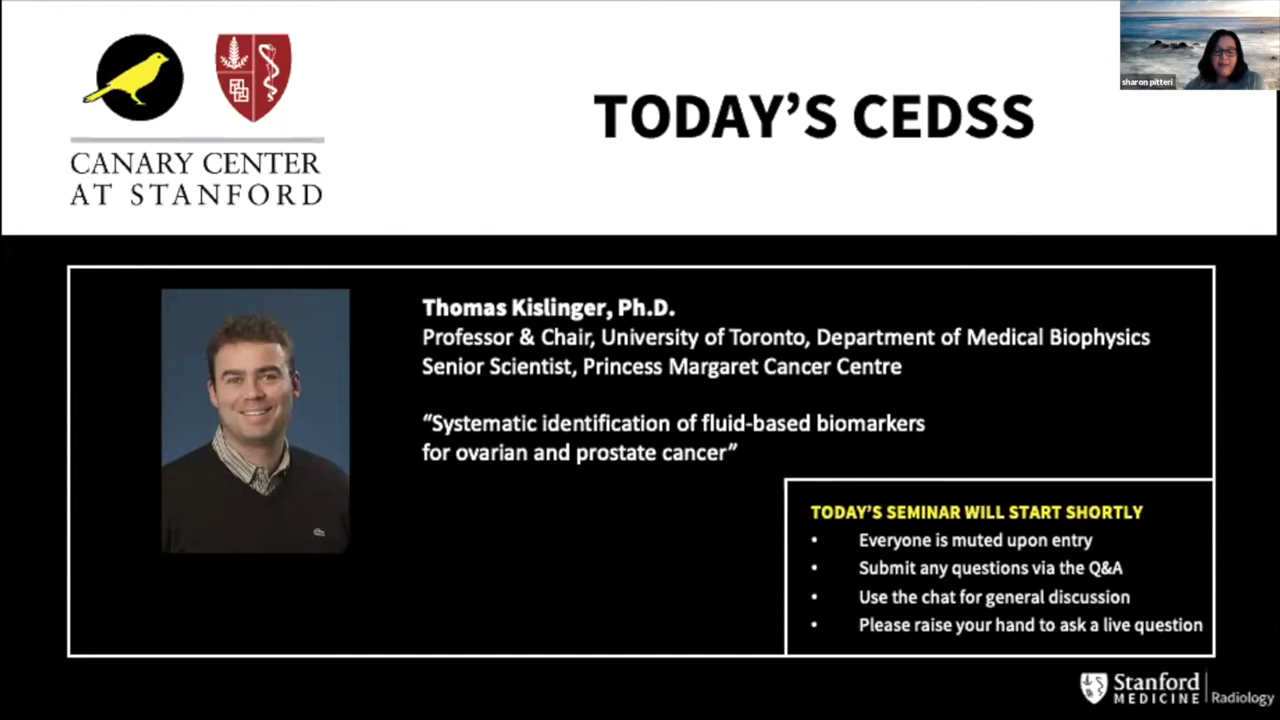 sharon pitteri
CANARY CENTER
AT STANFORD
TODAY'S CEDSS
Thomas Kislinger, Ph.D.
Professor & Chair, University of Toronto, Department of Medical Biophysics
Senior Scientist, Princess Margaret Cancer Centre
“Systematic identification of fluid-based biomarkers
for ovarian and prostate cancer”
TODAY'S SEMINAR WILL START SHORTLY
• Everyone is muted upon entry
• Submit any questions via the Q&A
• Use the chat for general discussion
• Please raise your hand to ask a live question
Stanford
MEDICINE Radiology